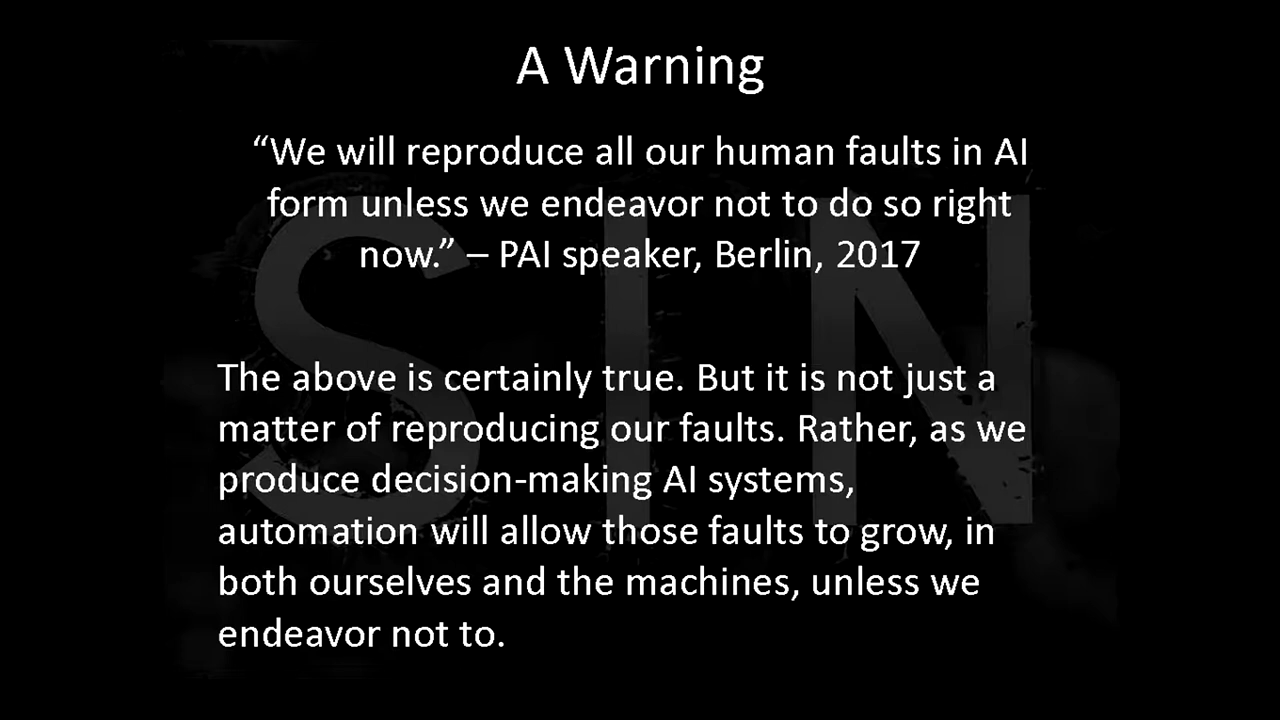 A Warning
“We will reproduce all our human faults in AI
form unless we endeavor not to do so right
now.” – PAI speaker, Berlin, 2017
SIN
The above is certainly true. But it is not just a
matter of reproducing our faults. Rather, as we
produce decision-making AI systems,
automation will allow those faults to grow, in
both ourselves and the machines, unless we
endeavor not to.